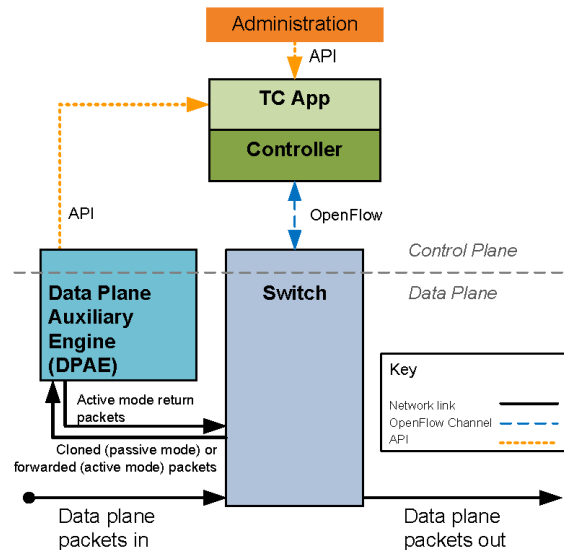 Administration
API
TC App
Controller
API
OpenFlow
Control Plane
Data Plane
Data Plane
Auxiliary
Engine
(DPAE)
Switch
Key
Network link
OpenFlow Channel
API
Active mode return
packets
Cloned (passive mode) or
forwarded (active mode) packets
Data plane
packets in
Data plane
packets out